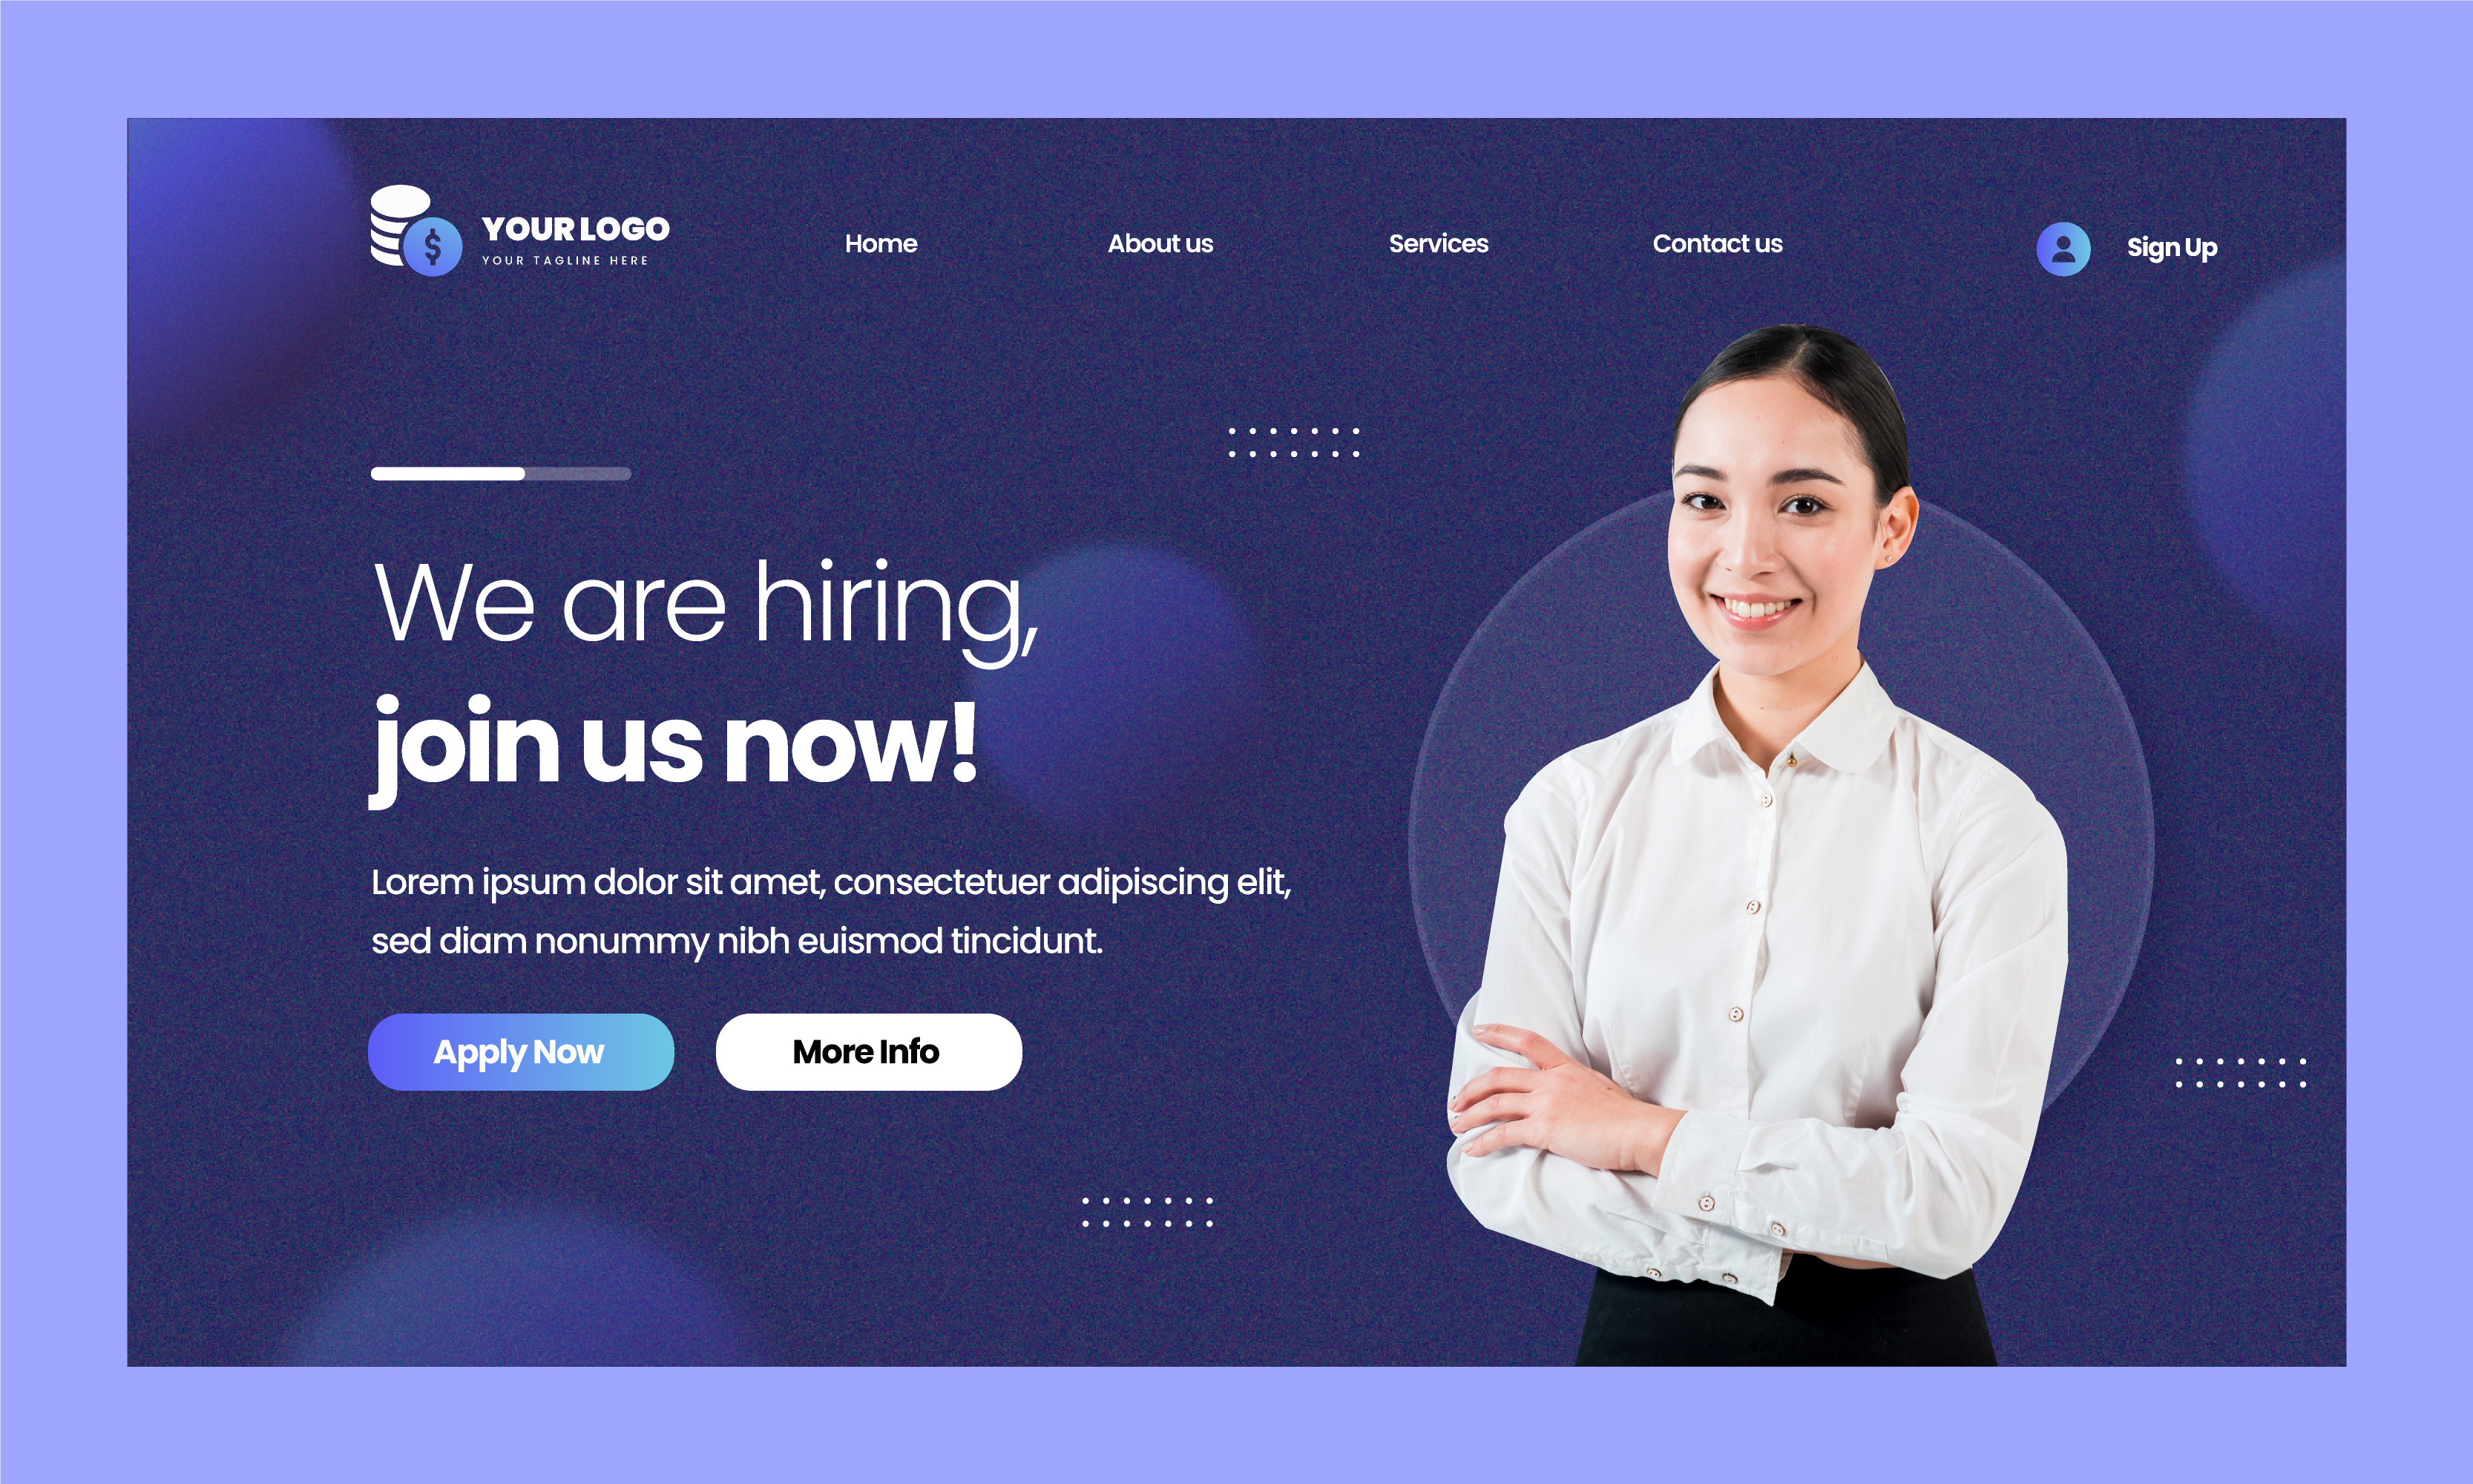 YOUR LOGO
YOUR TAGLINE HERE
Home
About us
Services
Contact us
Sign Up
We are hiring,
join us now!
Lorem ipsum dolor sit amet, consectetuer adipiscing elit,
sed diam nonummy nibh euismod tincidunt.
Apply Now
More Info